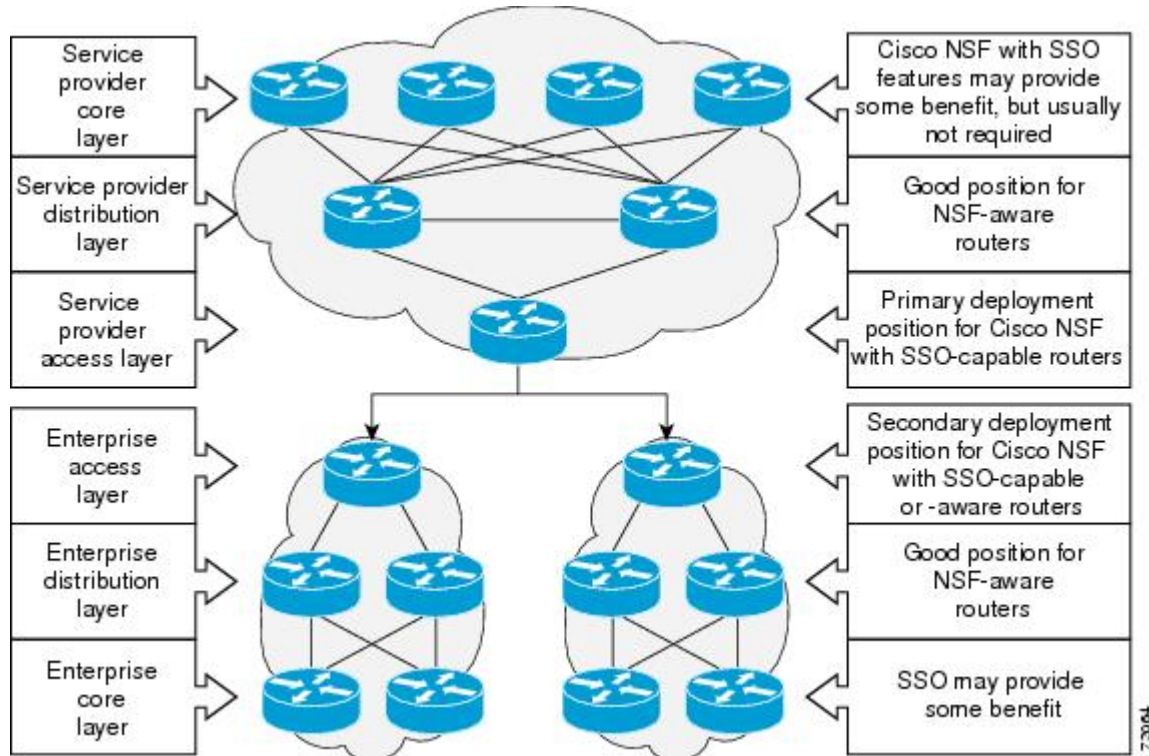 Service
provider
core
layer
Cisco NSF with SSO
features may provide
some benefit, but usually
not required
Service provider
distribution
layer
Good position for
NSF-aware
routers
Service
provider
access layer
Primary deployment
position for Cisco NSF
with SSO-capable routers
Enterprise
access
layer
Secondary deployment
position for Cisco NSF
with SSO-capable
or -aware routers
Enterprise
distribution
layer
Good position for
NSF-aware
routers
Enterprise
core
layer
SSO may provide
some benefit